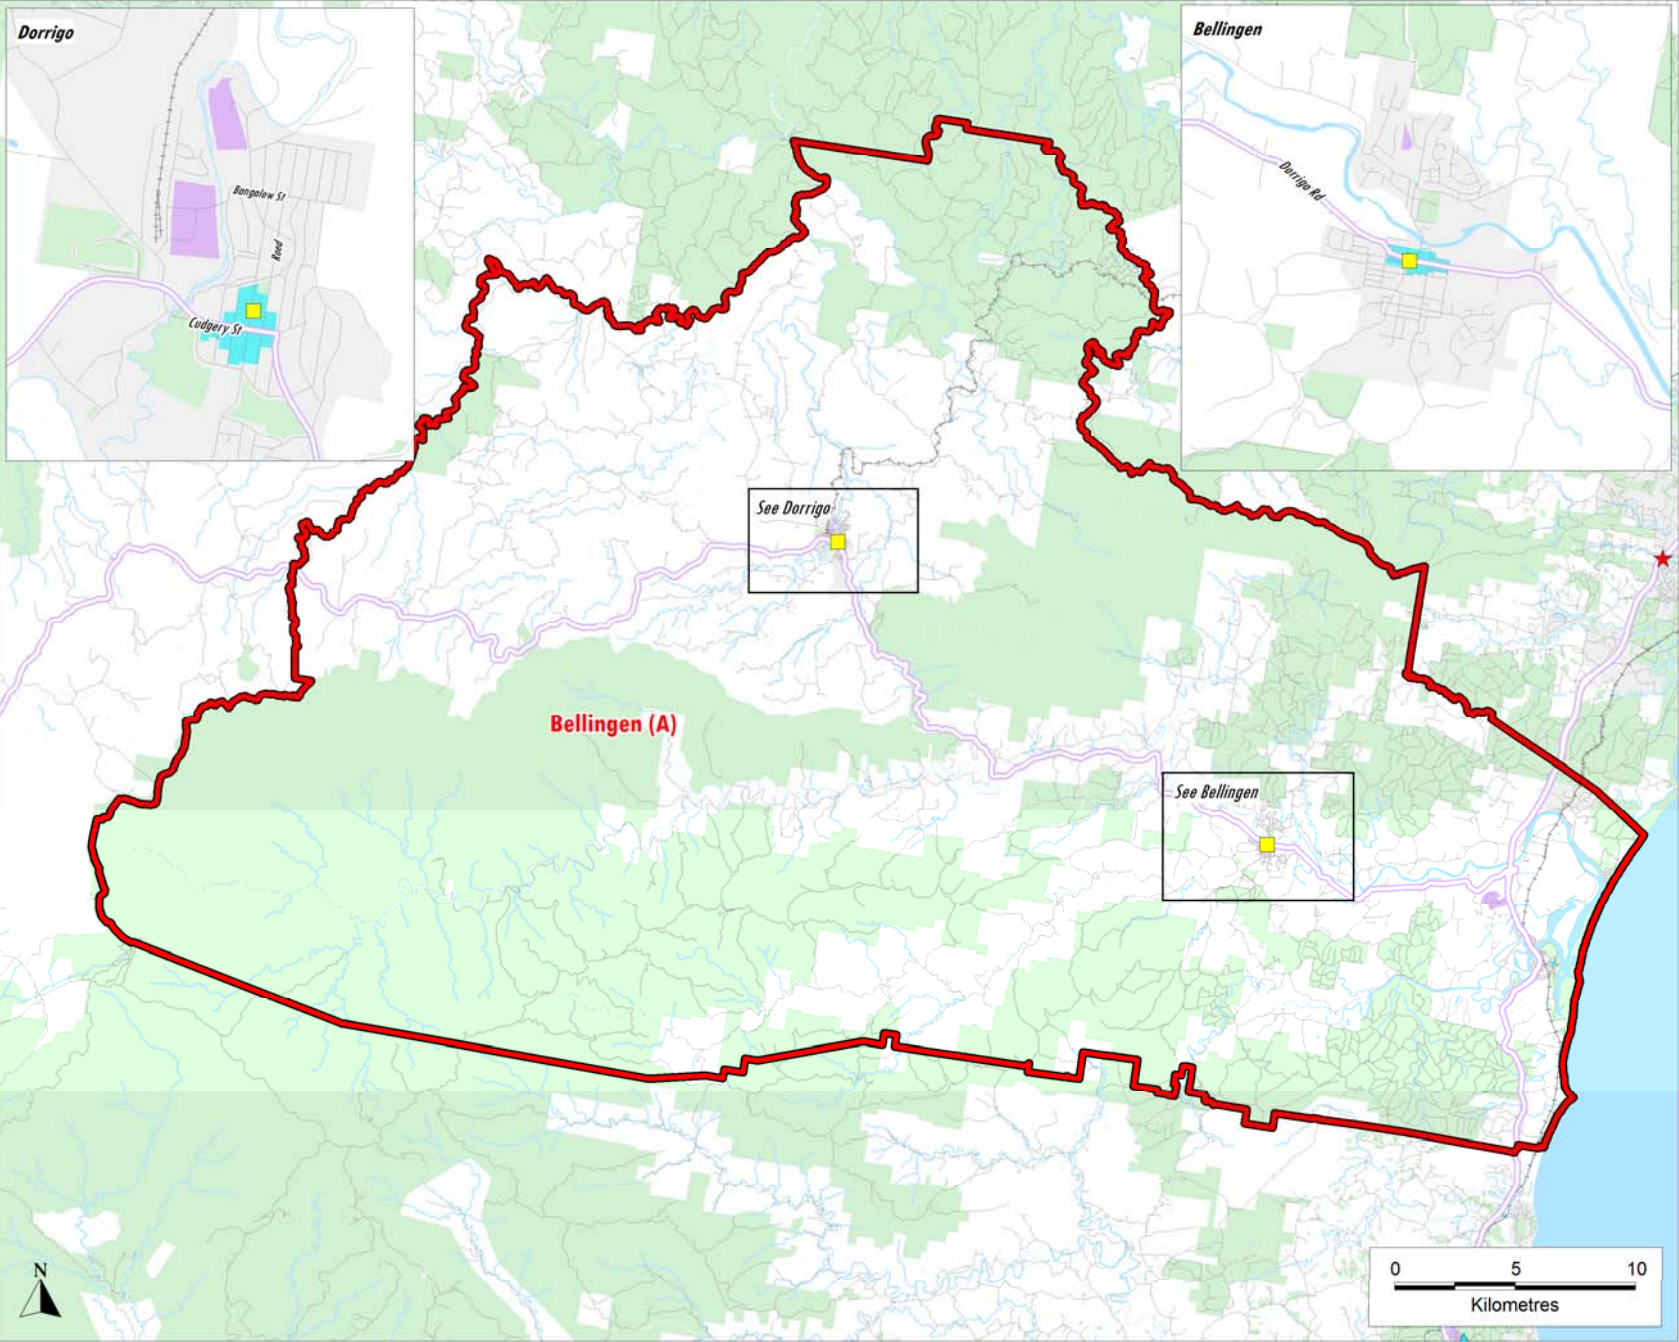 Dorrigo
Bangalow St
Road
Cudgery St
Bellingen
Dorrigo Rd
See Dorrigo
Bellingen (A)
See Bellingen
N
0 5 10
Kilometres